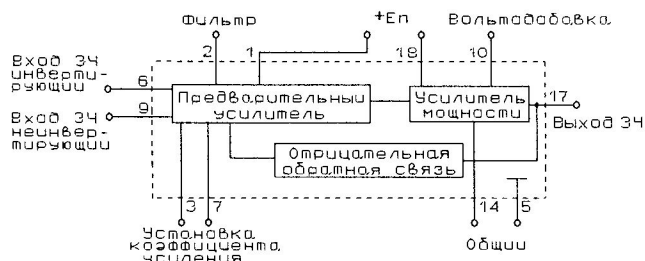 Фильтр
+Еп
Вольтодобавка
2
1
18
10
Вход ЗЧ
инверти-
рующий
6
17
Предварительный
усилитель
Усилитель
мощности
9
Вход ЗЧ
неинвер-
тирующий
Выход ЗЧ
Отрицательная
обратная связь
3
7
14
5
Установка
коэффициента
усиления
Общий